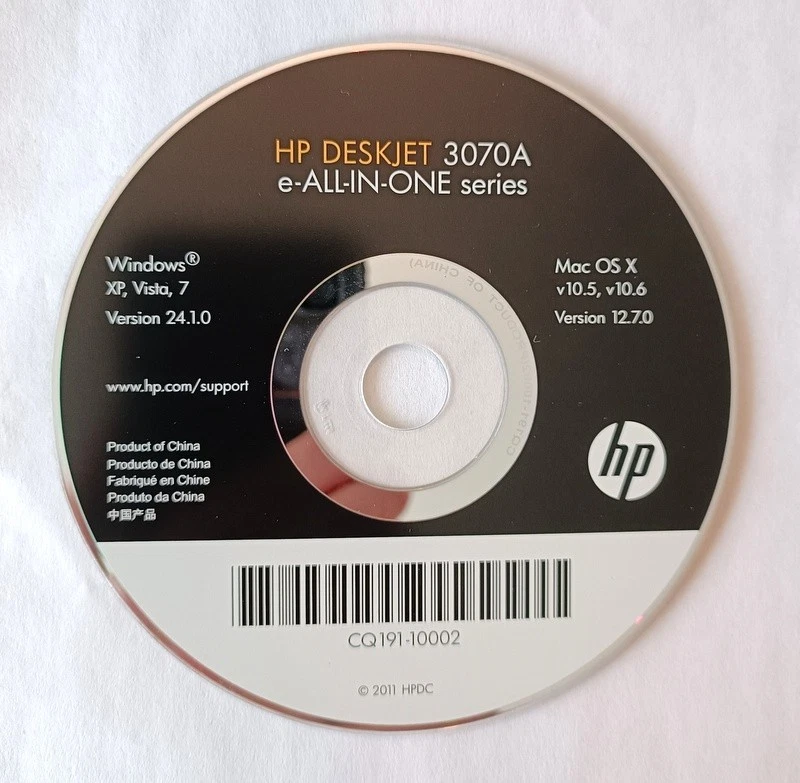 HP DESKJET 3070A
e-ALL-IN-ONE series
Windows®
XP, Vista, 7
Version 24.1.0
Mac OS X
v10.5, v10.6
Version 12.7.0
www.hp.com/support
Product of China
Producto de China
Fabriqué en Chine
Produto da China
中国产品
hp
CQ191-10002
© 2011 HPDC